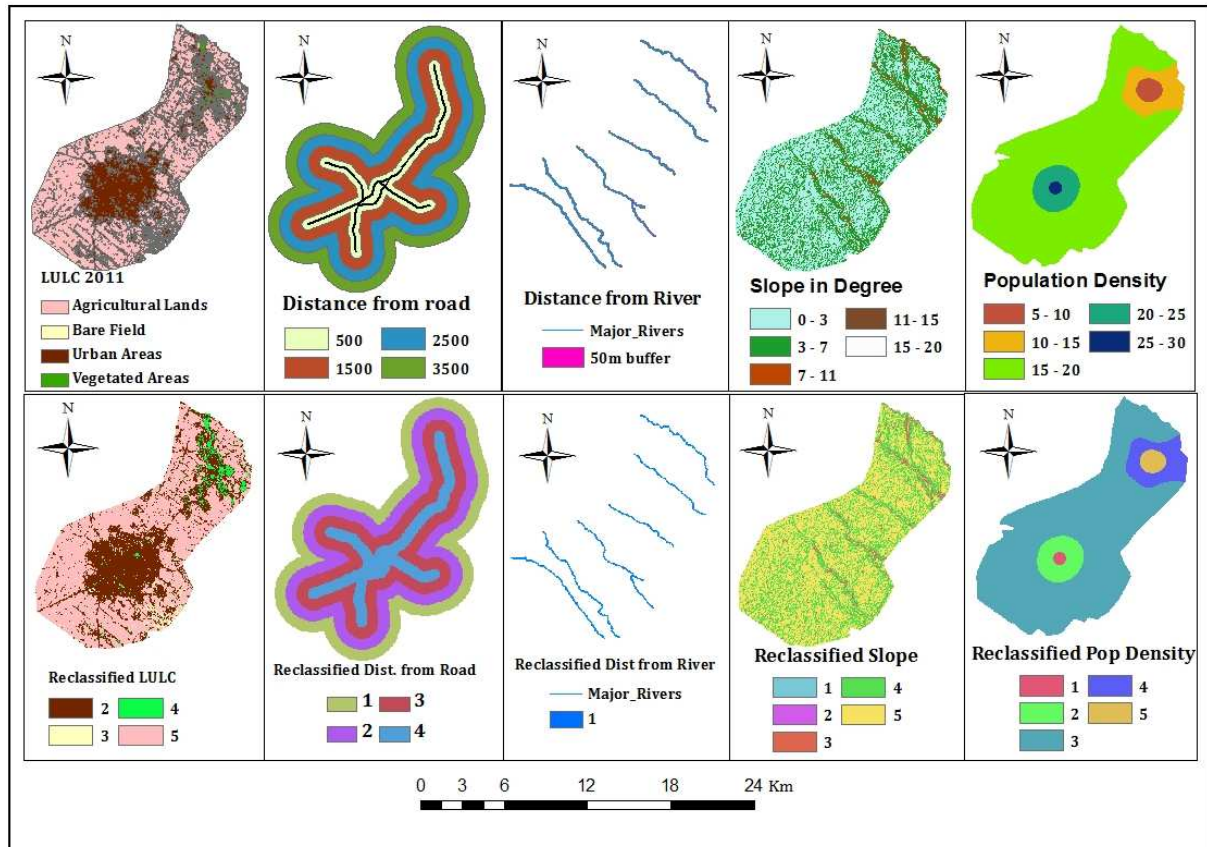 N
LULC 2011
Agricultural Lands
Bare Field
Urban Areas
Vegetated Areas
N
Distance from road
500
2500
1500
3500
N
Distance from River
Major_Rivers
50m buffer
N
Slope in Degree
0 - 3
11 - 15
3 - 7
15 - 20
7 - 11
N
Population Density
5 - 10
20 - 25
10 - 15
25 - 30
15 - 20
N
Reclassified LULC
2
4
3
5
N
Reclassified Dist. from Road
1
3
2
4
N
Reclassified Dist from River
Major_Rivers
1
N
Reclassified Slope
1
4
2
5
3
N
Reclassified Pop Density
1
4
2
5
3
0 3 6 12 18 24 Km